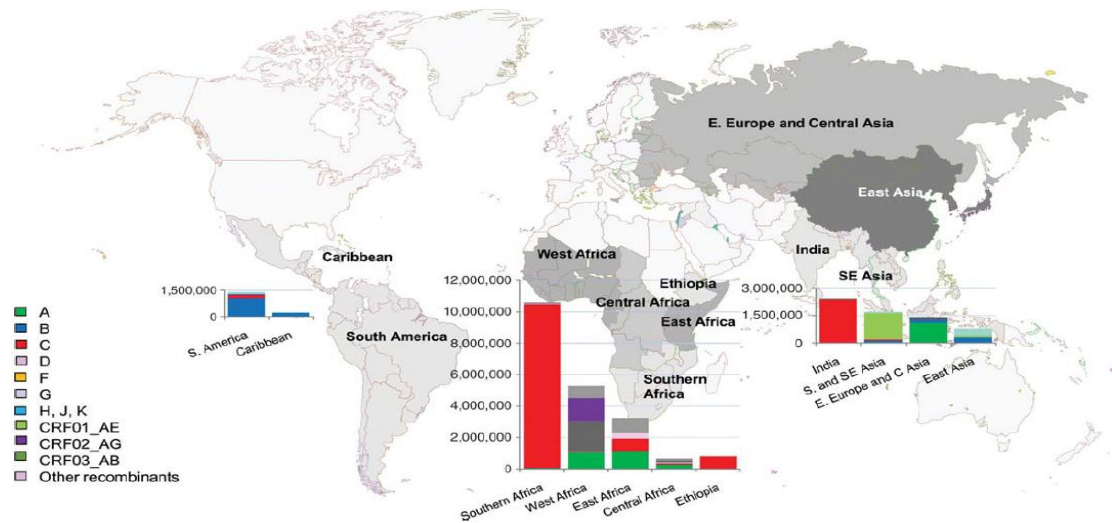 E. Europe and Central Asia
East Asia
India
SE Asia
West Africa
Ethiopia
Central Africa
East Africa
Southern
Africa
Caribbean
South America
1,500,000
0
S. America
Caribbean
A
B
C
D
F
G
H, J, K
CRF01_AE
CRF02_AG
CRF03_AB
Other recombinants
12,000,000
10,000,000
8,000,000
6,000,000
4,000,000
2,000,000
0
Southern Africa
West Africa
East Africa
Central Africa
Ethiopia
3,000,000
1,500,000
0
India
S. and SE Asia
E. Europe and C Asia
East Asia